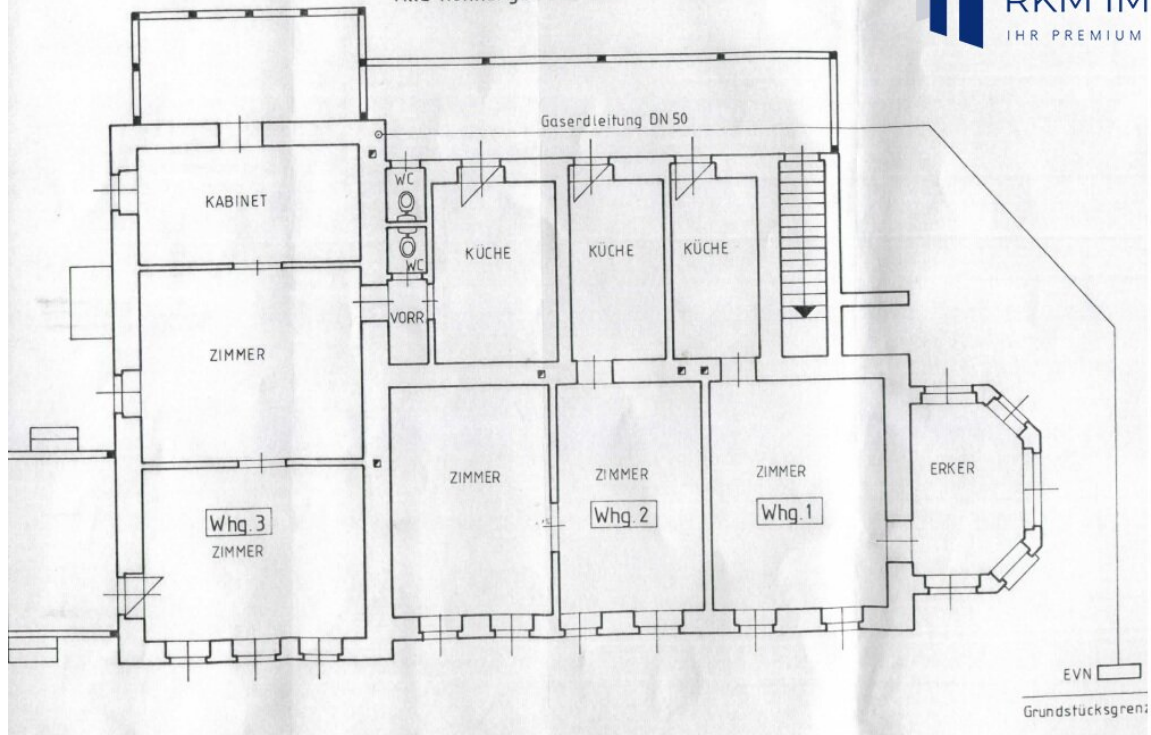 RKM IM
IHR PREMIUM
Gaserdleitung DN 50
WC
KABINET
KÜCHE
KÜCHE
KÜCHE
WC
VORR.
ZIMMER
ZIMMER
ZIMMER
ZIMMER
ERKER
Whg.3
Whg.2
Whg.1
ZIMMER
EVN
Grundstücksgrenz